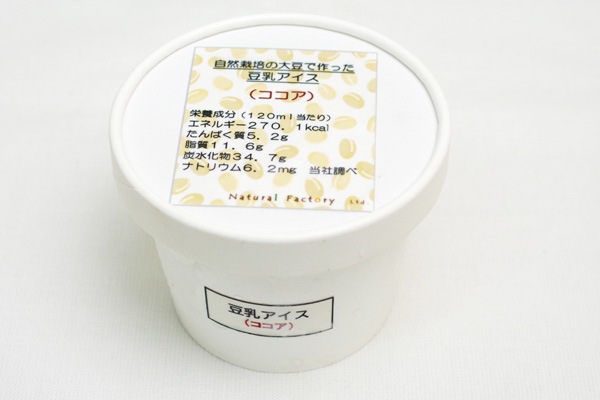 自然栽培の大豆で作った
豆乳アイス
（ココア）
栄養成分（１２０ｍｌ当たり）
エネルギー２７０．１kcal
たんぱく質５．２g
脂質１１．６g
炭水化物３４．７g
ナトリウム６．２mg　当社調べ
Natural Factory Ltd
豆乳アイス
（ココア）